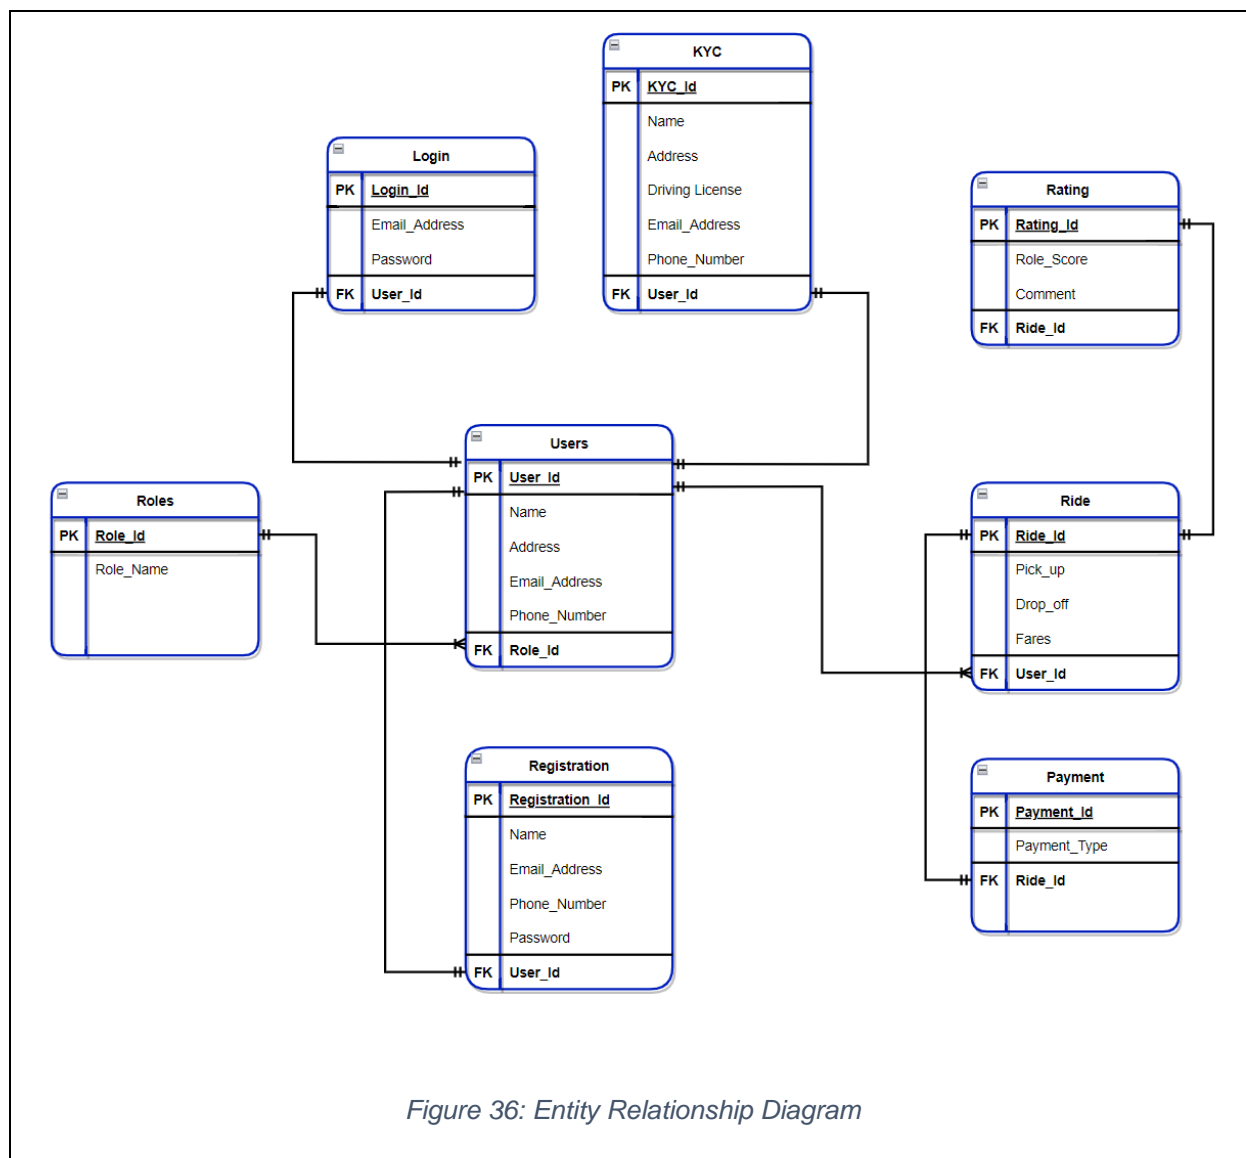 KYC
PK KYC_Id
Name
Address
Driving License
Email_Address
Phone_Number
FK User_Id
Login
PK Login_Id
Email_Address
Password
FK User_Id
Rating
PK Rating_Id
Role_Score
Comment
FK Ride_Id
Users
PK User_Id
Name
Address
Email_Address
Phone_Number
FK Role_Id
Roles
PK Role_Id
Role_Name
Ride
PK Ride_Id
Pick_up
Drop_off
Fares
FK User_Id
Registration
PK Registration_Id
Name
Email_Address
Phone_Number
Password
FK User_Id
Payment
PK Payment_Id
Payment_Type
FK Ride_Id
Figure 36: Entity Relationship Diagram